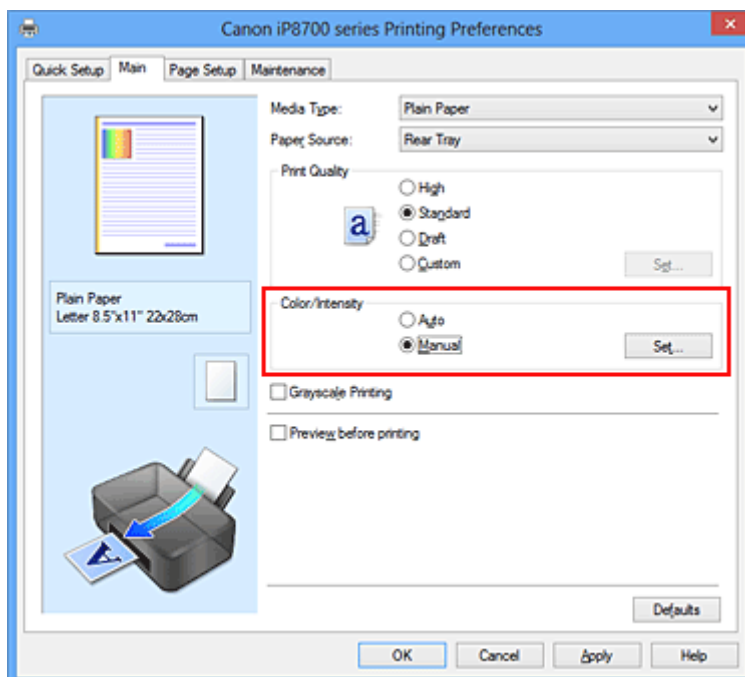 Canon iP8700 series Printing Preferences
Quick Setup Main Page Setup Maintenance
Media Type: Plain Paper
Paper Source: Rear Tray
Print Quality
High
a Standard
Draft
Custom Set...
Plain Paper
Letter 8.5"x11" 22x28cm
Color/Intensity
Auto
Manual Set...
Grayscale Printing
Preview before printing
A
Defaults
OK Cancel Apply Help